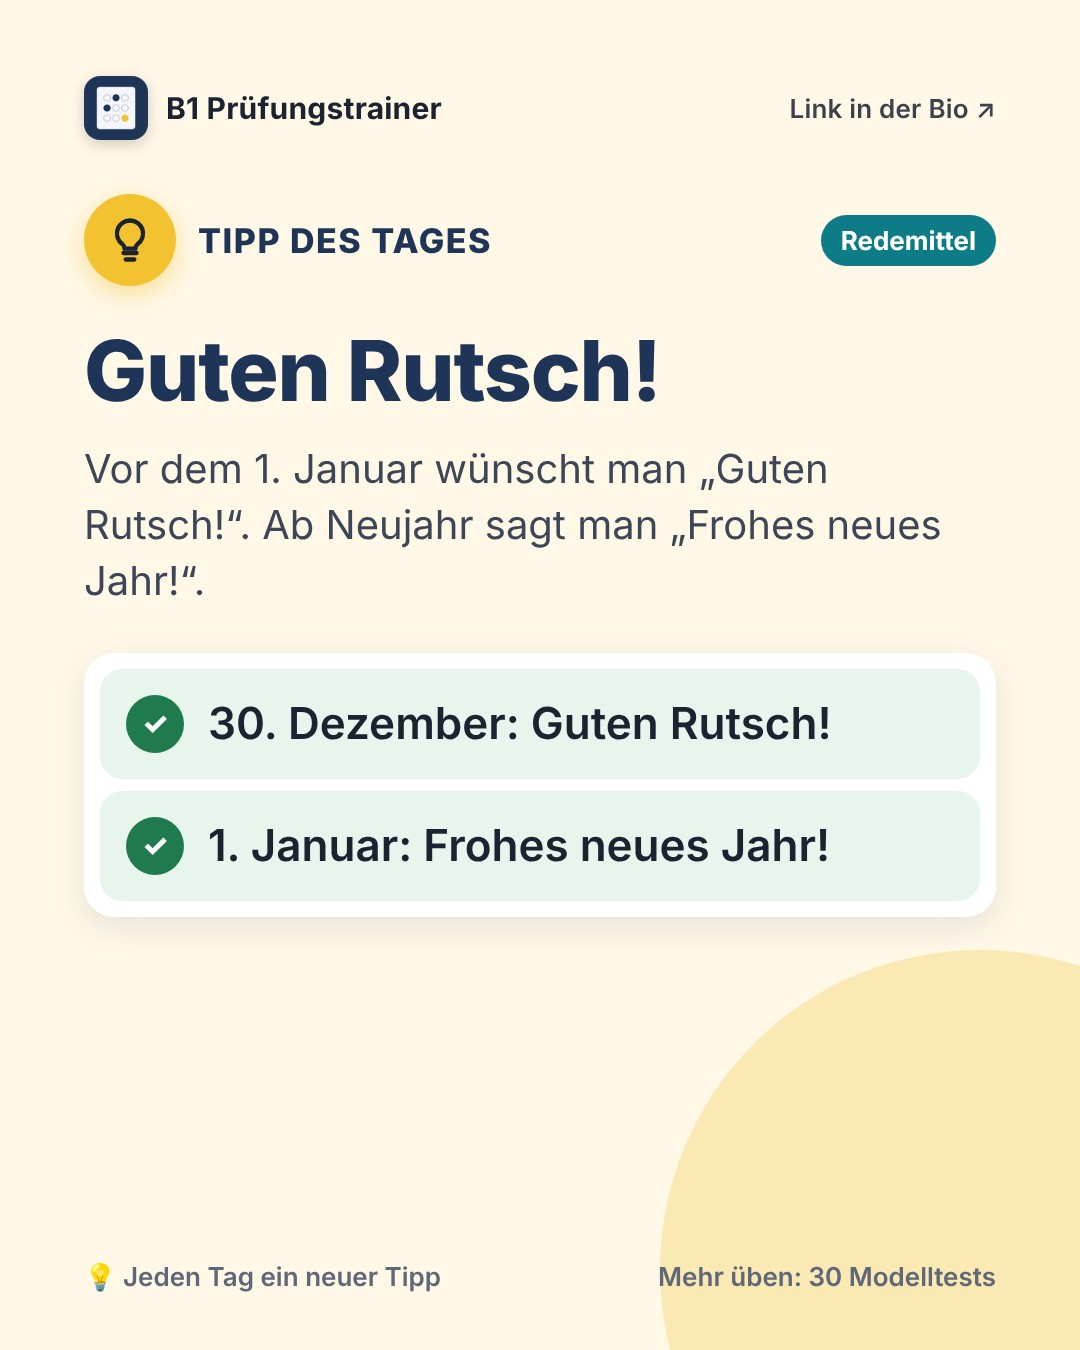 B1 Prüfungstrainer
Link in der Bio ↗
TIPP DES TAGES
Redemittel
Guten Rutsch!
Vor dem 1. Januar wünscht man „Guten
Rutsch!“. Ab Neujahr sagt man „Frohes neues
Jahr!“.
30. Dezember: Guten Rutsch!
1. Januar: Frohes neues Jahr!
💡 Jeden Tag ein neuer Tipp
Mehr üben: 30 Modelltests